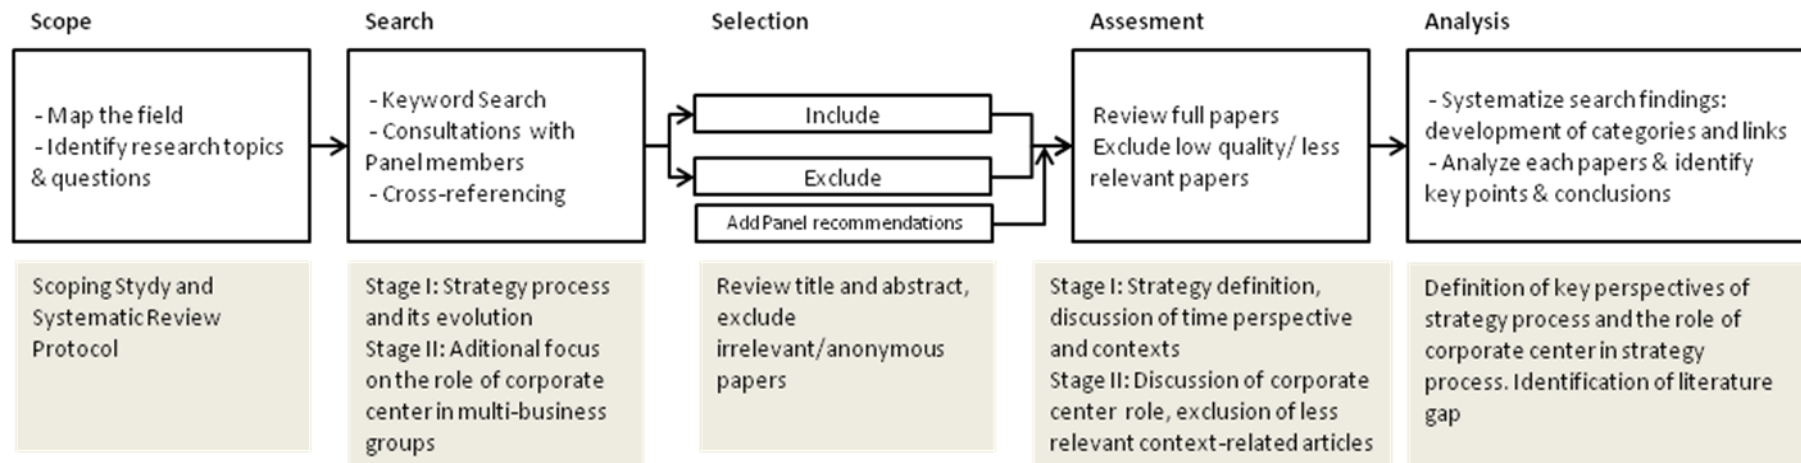 Scope
- Map the field
- Identify research topics
& questions
Scoping Stydy and
Systematic Review
Protocol
Search
- Keyword Search
- Consultations with
Panel members
- Cross-referencing
Stage I: Strategy process
and its evolution
Stage II: Aditional focus
on the role of corporate
center in multi-business
groups
Selection
Include
Exclude
Add Panel recommendations
Review title and abstract,
exclude
irrelevant/anonymous
papers
Assesment
Review full papers
Exclude low quality/ less
relevant papers
Stage I: Strategy definition,
discussion of time perspective
and contexts
Stage II: Discussion of corporate
center role, exclusion of less
relevant context-related articles
Analysis
- Systematize search findings:
development of categories and links
- Analyze each papers & identify
key points & conclusions
Definition of key perspectives of
strategy process and the role of
corporate center in strategy
process. Identification of literature
gap